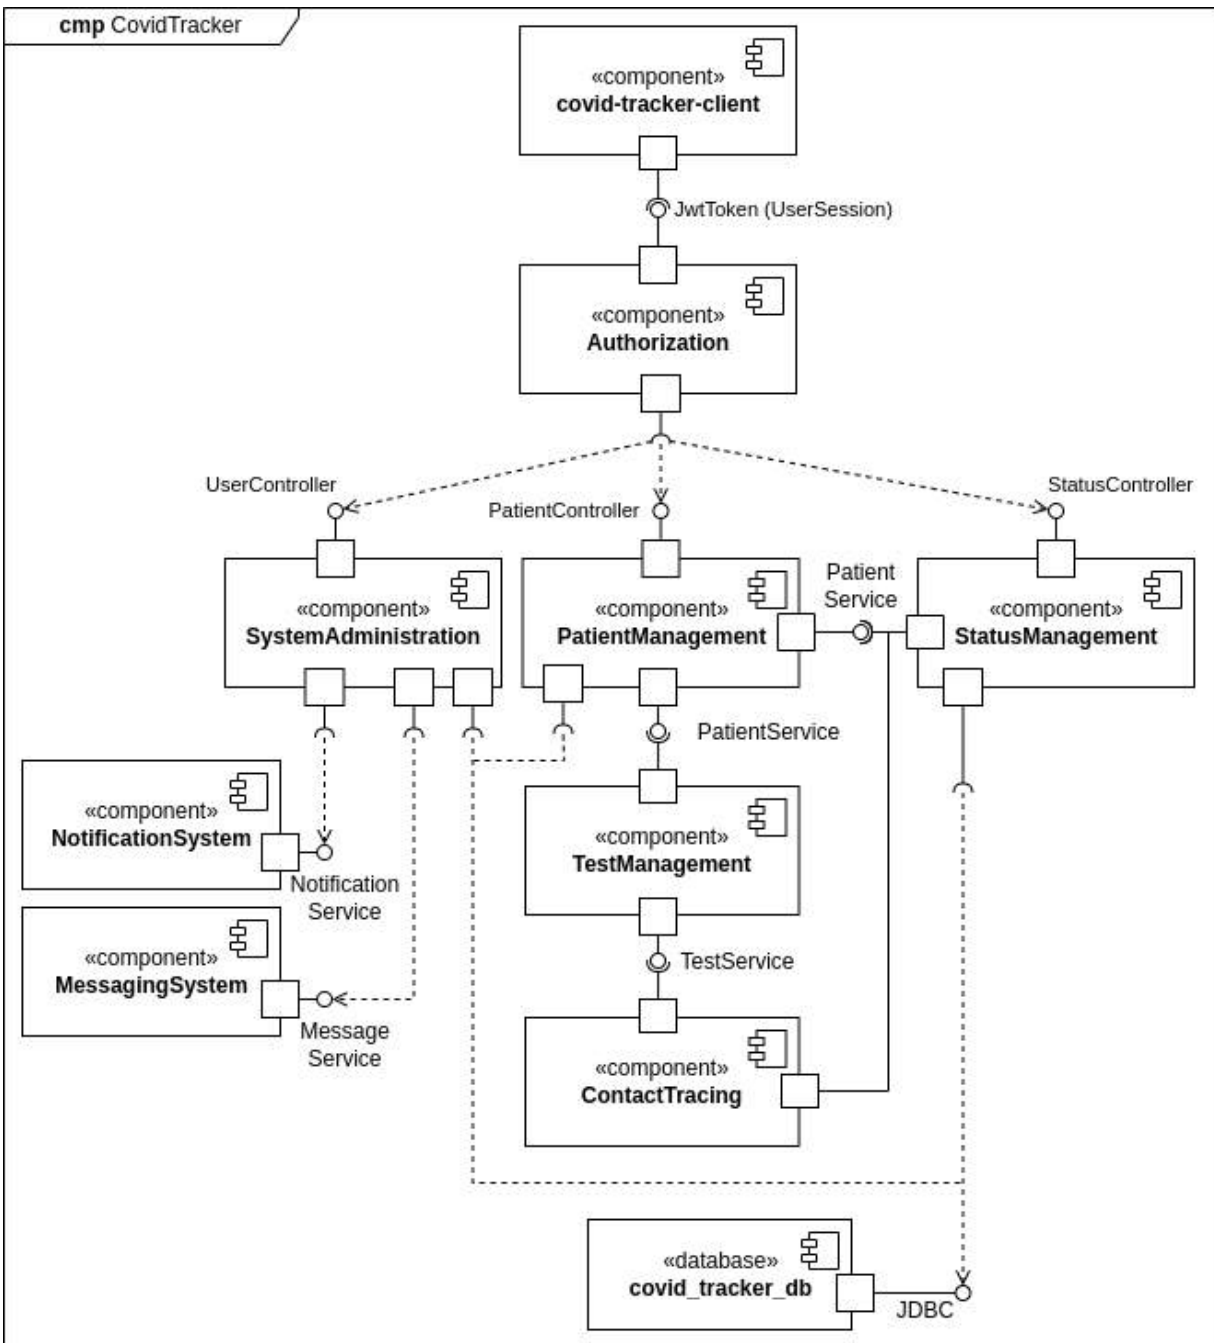 cmp CovidTracker
«component»
covid-tracker-client
JwtToken (UserSession)
«component»
Authorization
UserController
PatientController
StatusController
«component»
SystemAdministration
«component»
PatientManagement
Patient
Service
«component»
StatusManagement
PatientService
«component»
NotificationSystem
Notification
Service
«component»
TestManagement
«component»
MessagingSystem
Message
Service
TestService
«component»
ContactTracing
«database»
covid_tracker_db
JDBC